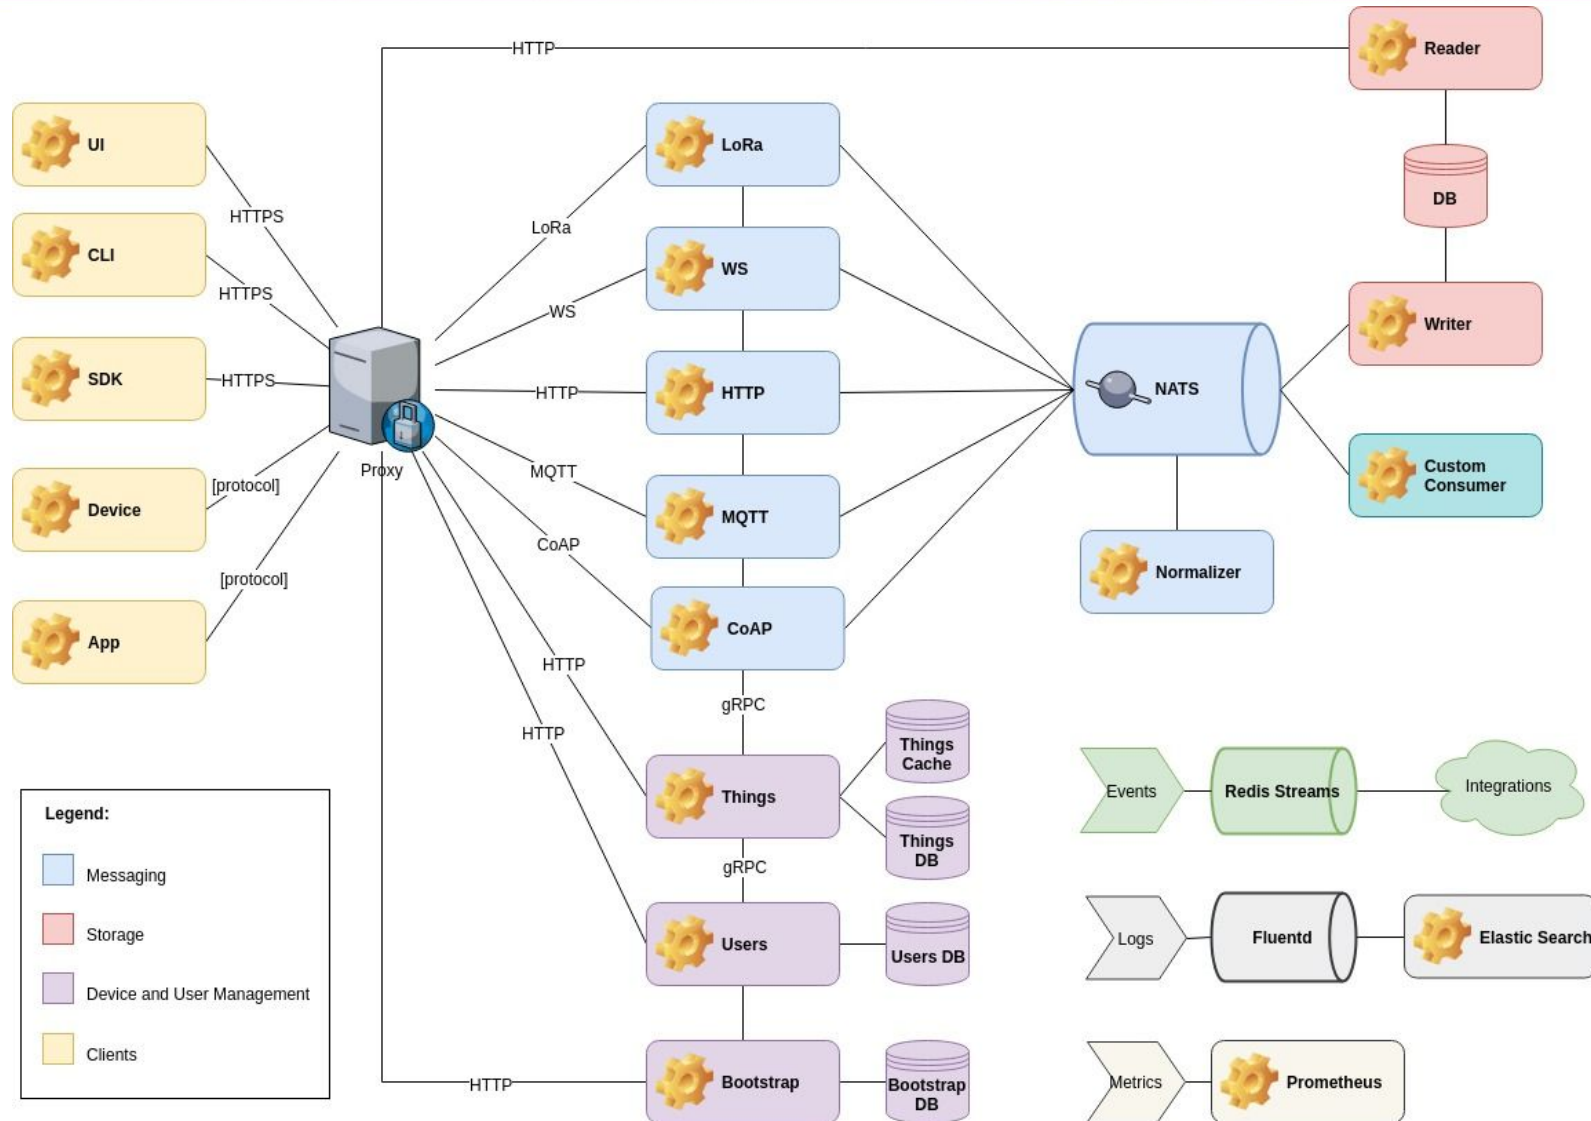 HTTP
Reader
UI
LoRa
HTTPS
DB
CLI
LoRa
WS
HTTPS
WS
Writer
SDK
HTTPS
HTTP
HTTP
NATS
Proxy
[protocol]
MQTT
Custom
Consumer
Device
MQTT
CoAP
Normalizer
[protocol]
App
CoAP
HTTP
gRPC
HTTP
Things
Cache
Things
Things
DB
Events
Redis Streams
Integrations
gRPC
Users
Users DB
Logs
Fluentd
Elastic Search
HTTP
Bootstrap
Bootstrap
DB
Metrics
Prometheus
Legend:
Messaging
Storage
Device and User Management
Clients